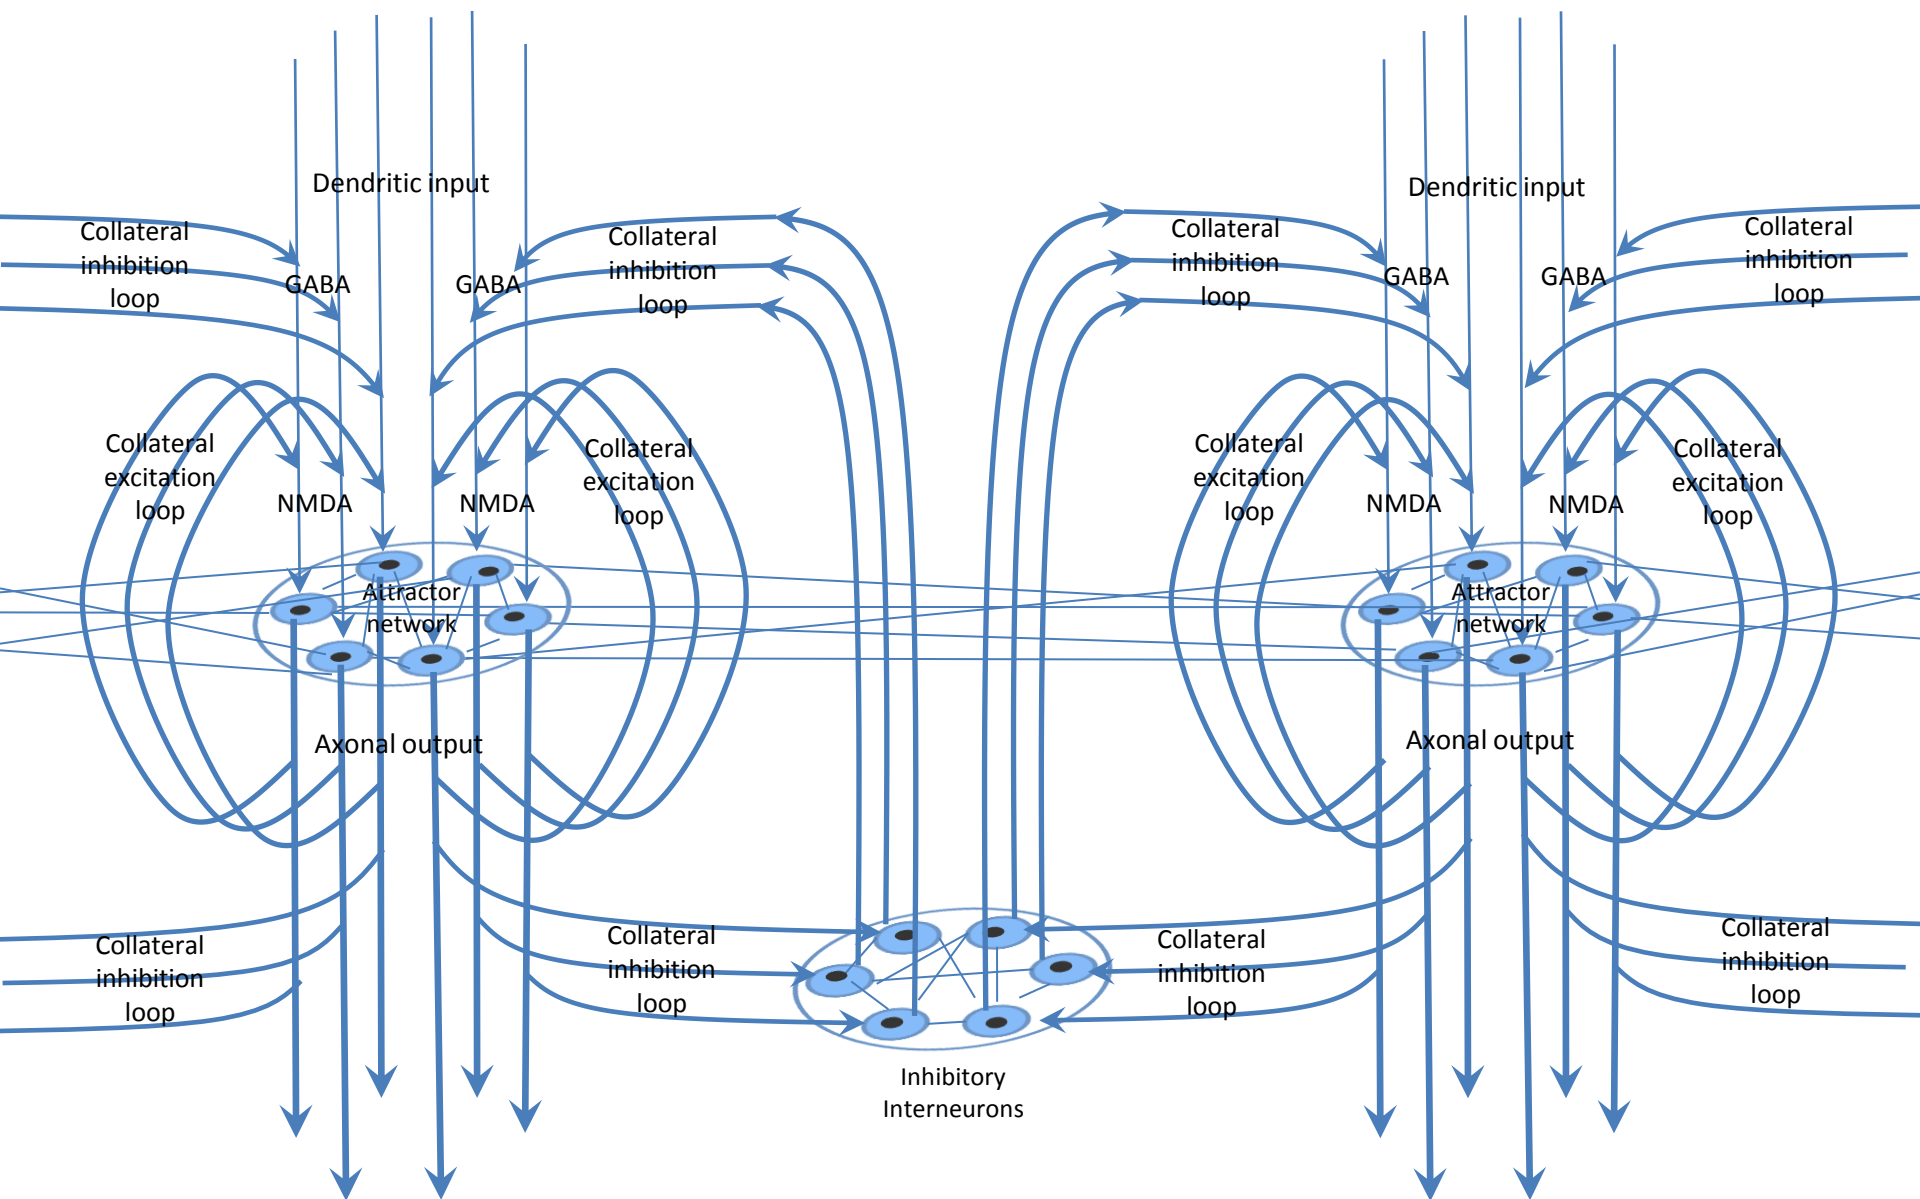 Dendritic input
Dendritic input
Collateral
inhibition
loop
GABA
GABA
Collateral
inhibition
loop
Collateral
inhibition
loop
GABA
GABA
Collateral
inhibition
loop
Collateral
excitation
loop
NMDA
NMDA
Collateral
excitation
loop
Collateral
excitation
loop
NMDA
NMDA
Collateral
excitation
loop
Attractor
network
Attractor
network
Axonal output
Axonal output
Collateral
inhibition
loop
Collateral
inhibition
loop
Collateral
inhibition
loop
Collateral
inhibition
loop
Inhibitory
Interneurons